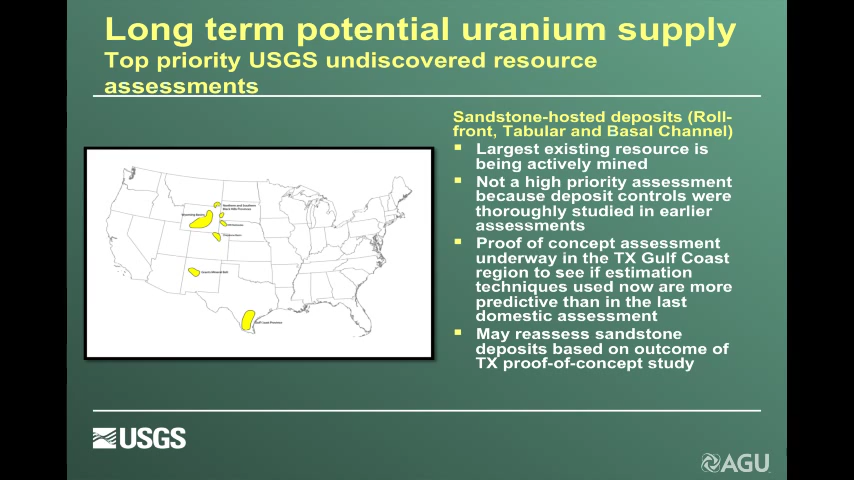 Long term potential uranium supply
Top priority USGS undiscovered resource
assessments
Sandstone-hosted deposits (Roll-
front, Tabular and Basal Channel)
Largest existing resource is
being actively mined
Not a high priority assessment
because deposit controls were
thoroughly studied in earlier
assessments
Proof of concept assessment
underway in the TX Gulf Coast
region to see if estimation
techniques used now are more
predictive than in the last
domestic assessment
May reassess sandstone
deposits based on outcome of
TX proof-of-concept study
Gulf Coast Province
USGS
AGU